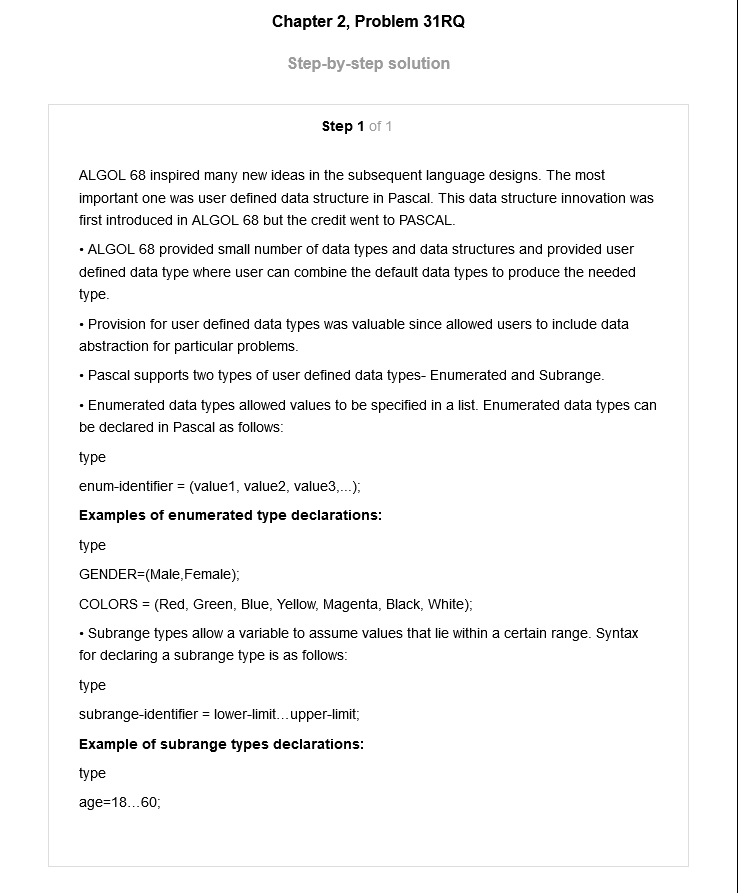 Chapter 2, Problem 31RQ
Step-by-step solution
Step 1 of 1
ALGOL 68 inspired many new ideas in the subsequent language designs. The most
important one was user defined data structure in Pascal. This data structure innovation was
first introduced in ALGOL 68 but the credit went to PASCAL.
• ALGOL 68 provided small number of data types and data structures and provided user
defined data type where user can combine the default data types to produce the needed
type.
• Provision for user defined data types was valuable since allowed users to include data
abstraction for particular problems.
• Pascal supports two types of user defined data types- Enumerated and Subrange.
• Enumerated data types allowed values to be specified in a list. Enumerated data types can
be declared in Pascal as follows:
type
enum-identifier = (value1, value2, value3,...);
Examples of enumerated type declarations:
type
GENDER=(Male,Female);
COLORS = (Red, Green, Blue, Yellow, Magenta, Black, White);
• Subrange types allow a variable to assume values that lie within a certain range. Syntax
for declaring a subrange type is as follows:
type
subrange-identifier = lower-limit…upper-limit;
Example of subrange types declarations:
type
age=18…60;